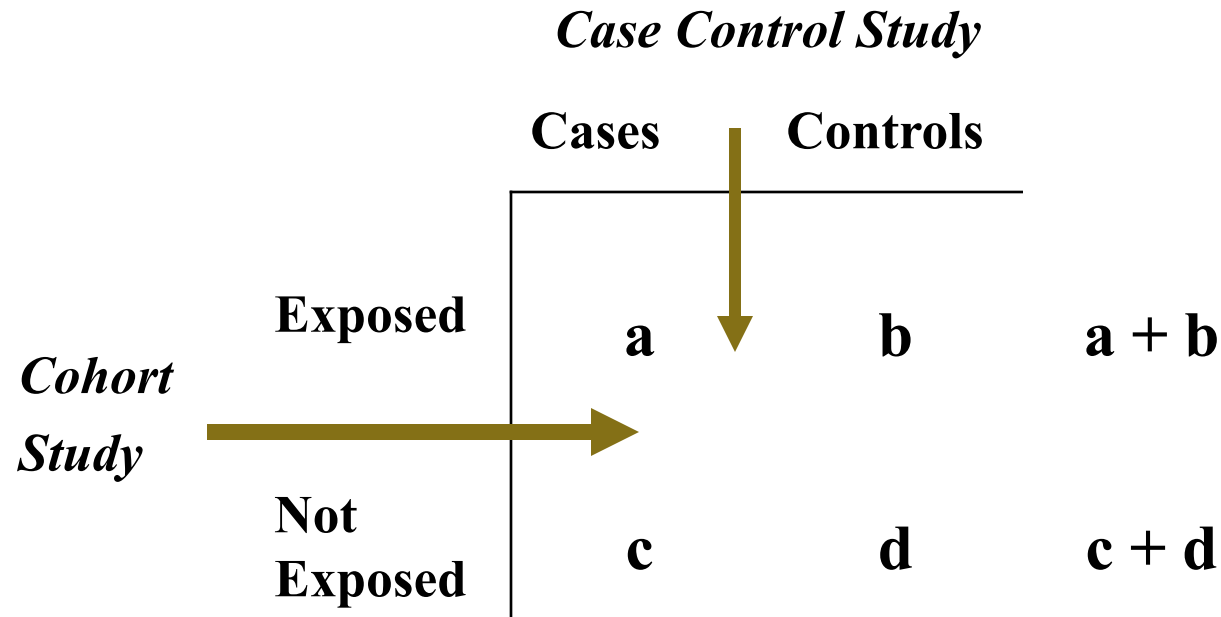 Case Control Study
Cases Controls
Exposed a b a + b
Cohort
Study
Not
Exposed c d c + d